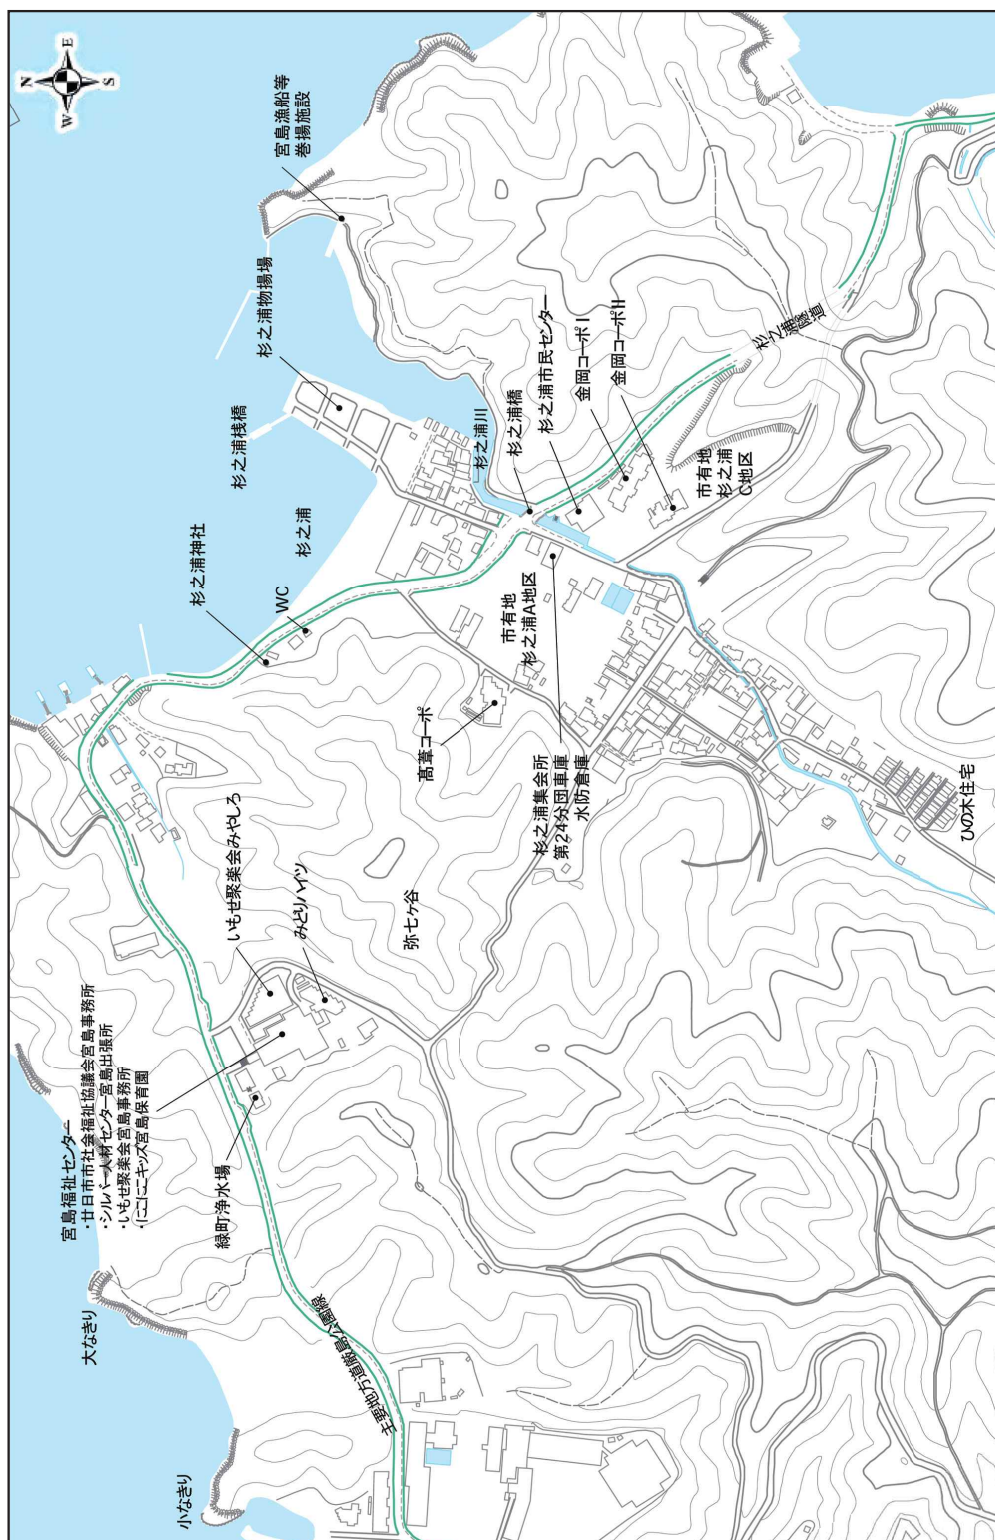 N
E
S
W
宮島漁船等
巻揚施設
杉之浦物揚場
杉之浦桟橋
杉之浦神社
WC
杉之浦
杉之浦川
杉之浦橋
杉之浦市民センター
金岡コーポⅠ
金岡コーポⅡ
杉之浦隧道
市有地
杉之浦
C地区
市有地
杉之浦A地区
高葦コーポ
杉之浦集会所
第24分団車庫
水防倉庫
ひの木住宅
いもせ聚楽会みやしろ
みどりハイツ
弥七ヶ谷
宮島福祉センター
・廿日市市社会福祉協議会宮島事務所
・シルバー人材センター宮島出張所
・いもせ聚楽会宮島事務所
・にこにこキッズ宮島保育園
緑町浄水場
主要地方道厳島公園線
大なきり
小なきり